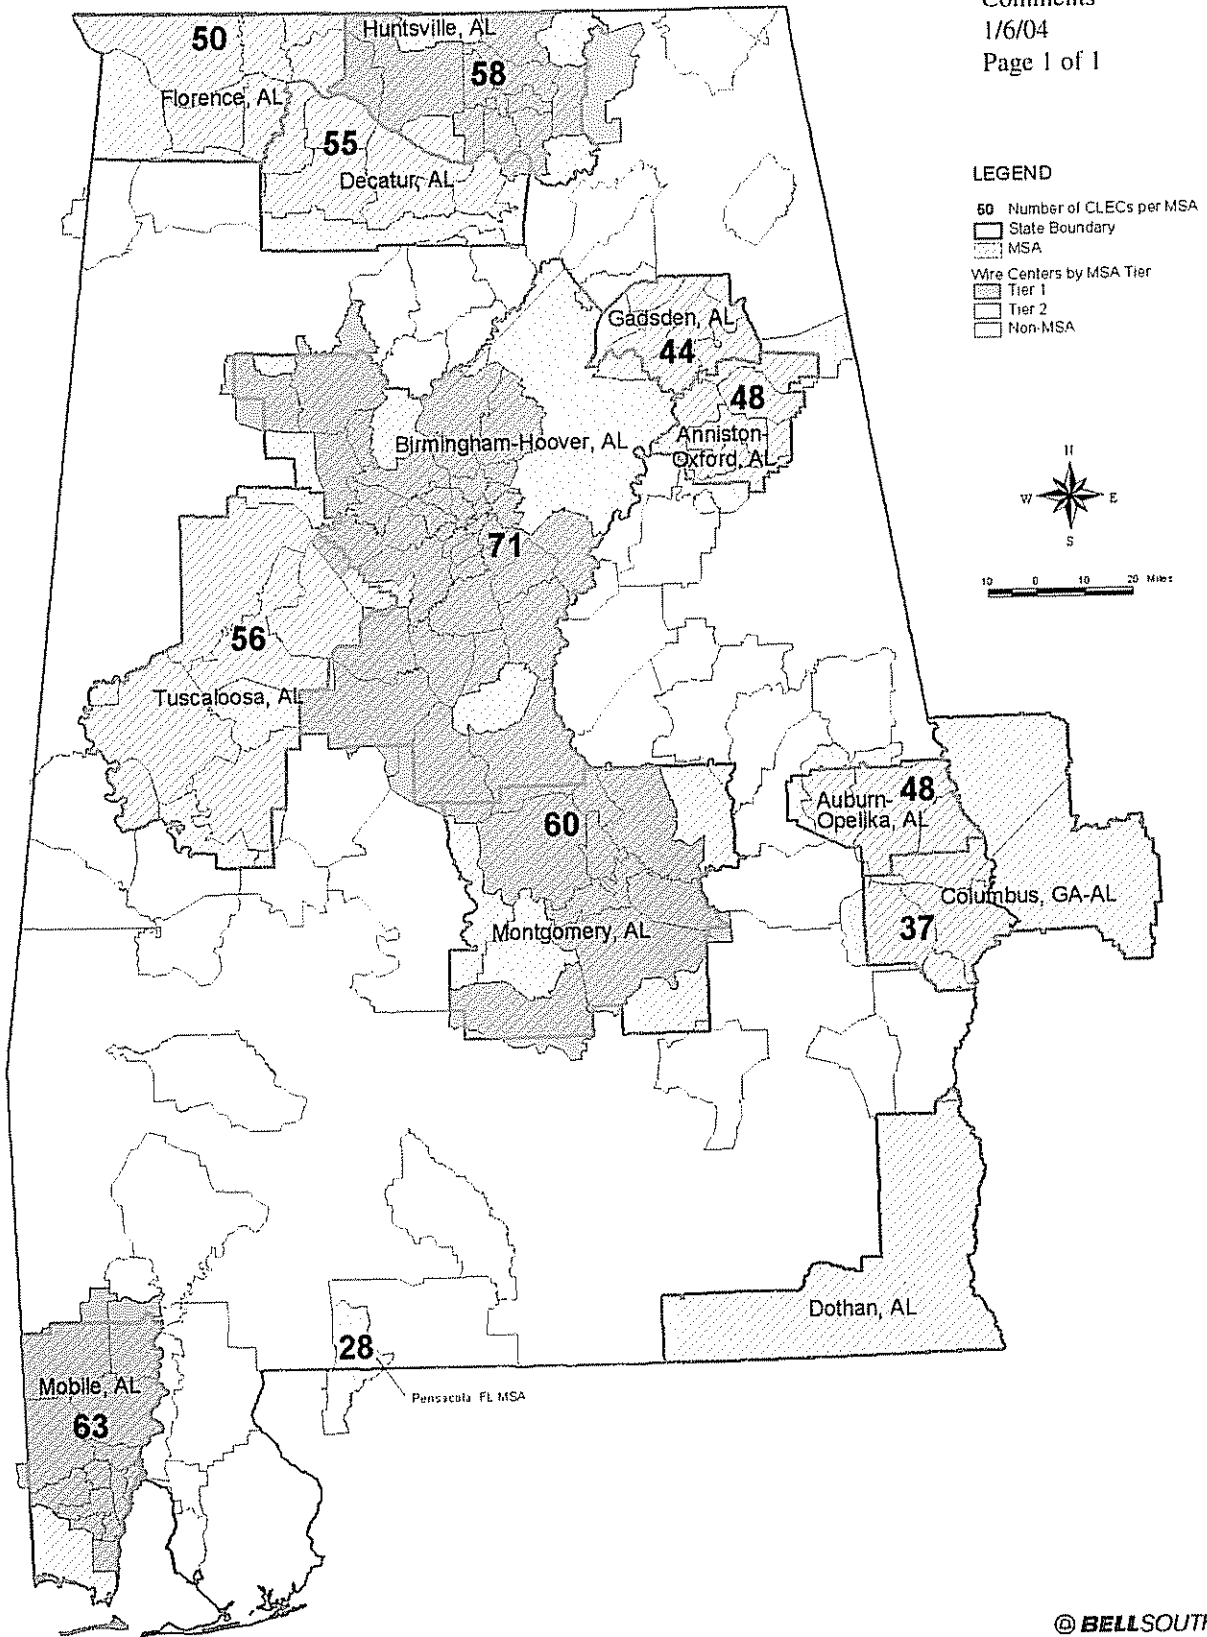 Comments
1/6/04
Page 1 of 1
LEGEND
50 Number of CLECs per MSA
State Boundary
MSA
Wire Centers by MSA Tier
Tier 1
Tier 2
Non-MSA
N
W E
S
10 0 10 20 Miles
50
Florence, AL
Huntsville, AL
58
55
Decatur, AL
Gadsden, AL
44
48
Anniston-
Oxford, AL
Birmingham-Hoover, AL
71
56
Tuscaloosa, AL
60
Montgomery, AL
48
Auburn-
Opelika, AL
Columbus, GA-AL
37
Dothan, AL
28
Pensacola FL MSA
Mobile, AL
63
BELLSOUTH